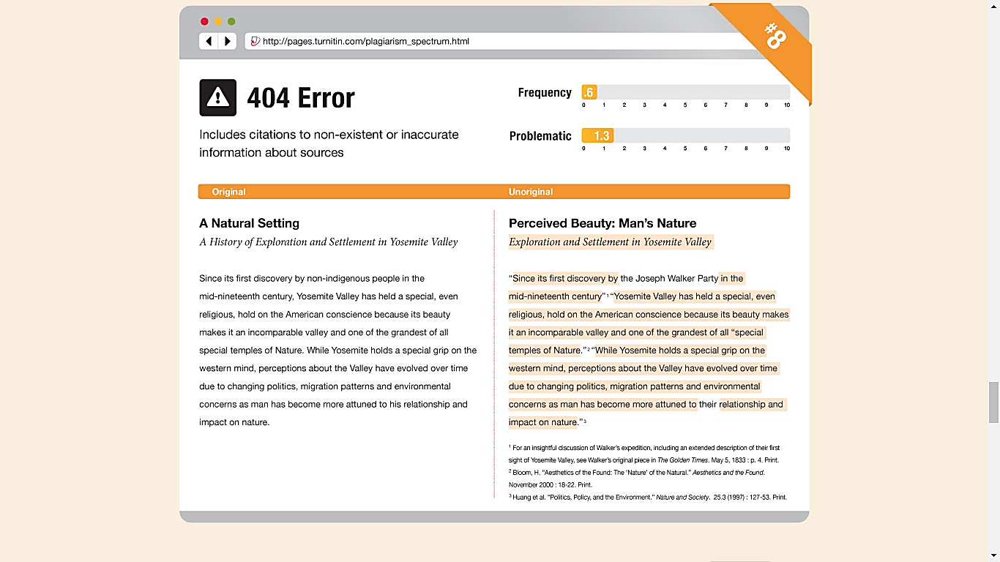 http://pages.turnitin.com/plagiarism_spectrum.html
#8
404 Error
Includes citations to non-existent or inaccurate
information about sources
Frequency
.6
0 1 2 3 4 5 6 7 8 9 10
Problematic
1.3
0 1 2 3 4 5 6 7 8 9 10
Original
Unoriginal
A Natural Setting
A History of Exploration and Settlement in Yosemite Valley
Since its first discovery by non-indigenous people in the
mid-nineteenth century, Yosemite Valley has held a special, even
religious, hold on the American conscience because its beauty
makes it an incomparable valley and one of the grandest of all
special temples of Nature. While Yosemite holds a special grip on the
western mind, perceptions about the Valley have evolved over time
due to changing politics, migration patterns and environmental
concerns as man has become more attuned to his relationship and
impact on nature.
Perceived Beauty: Man's Nature
Exploration and Settlement in Yosemite Valley
“Since its first discovery by the Joseph Walker Party in the
mid-nineteenth century”¹ “Yosemite Valley has held a special, even
religious, hold on the American conscience because its beauty makes
it an incomparable valley and one of the grandest of all “special
temples of Nature.”² “While Yosemite holds a special grip on the
western mind, perceptions about the Valley have evolved over time
due to changing politics, migration patterns and environmental
concerns as man has become more attuned to their relationship and
impact on nature.”³
¹ For an insightful discussion of Walker's expedition, including an extended description of their first
sight of Yosemite Valley, see Walker's original piece in The Golden Times. May 5, 1833 : p. 4. Print.
² Bloom, H. “Aesthetics of the Found: The ‘Nature’ of the Natural.” Aesthetics and the Found.
November 2000 : 18-22. Print.
³ Huang et al. “Politics, Policy, and the Environment.” Nature and Society. 25.3 (1997) : 127-53. Print.